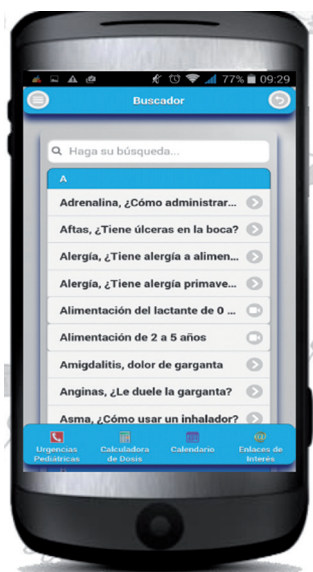 77% 09:29
Buscador
Haga su búsqueda...
A
Adrenalina, ¿Cómo administrar...
Aftas, ¿Tiene úlceras en la boca?
Alergía, ¿Tiene alergía a alimen...
Alergía, ¿Tiene alergía primave...
Alimentación del lactante de 0 ...
Alimentación de 2 a 5 años
Amigdalitis, dolor de garganta
Anginas, ¿Le duele la garganta?
Asma, ¿Cómo usar un inhalador?
Urgencias Pediátricas
Calculadora de Dosis
Calendario
Enlaces de Interés